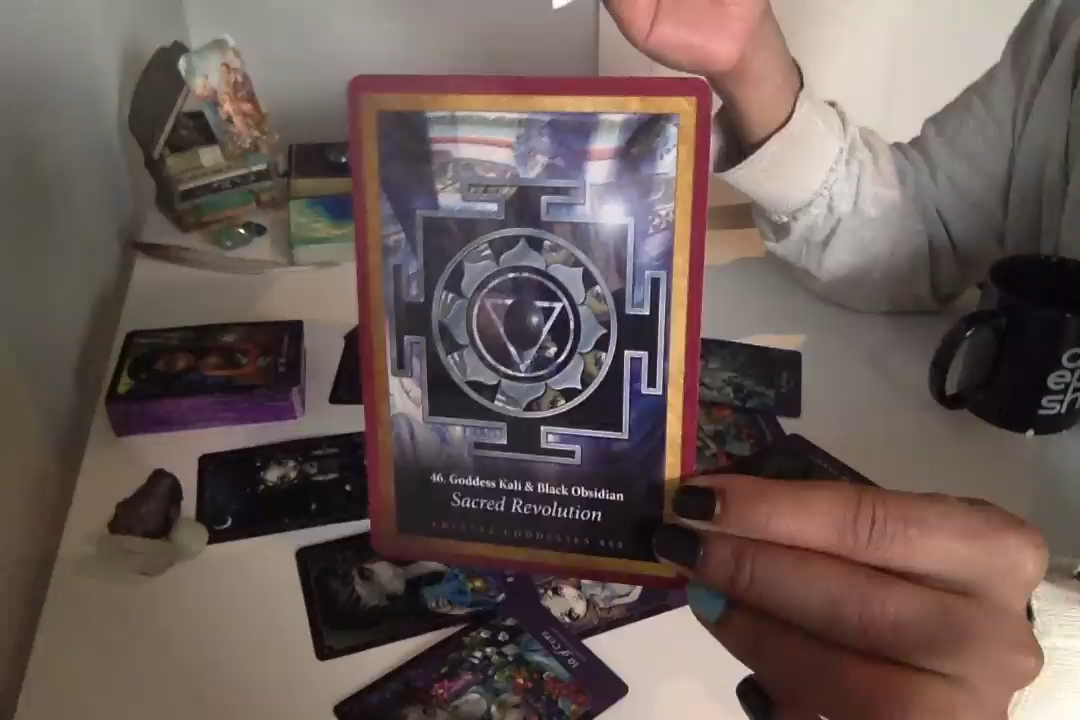 46. Goddess Kali & Black Obsidian
Sacred Revolution
CRYSTAL GODDESSES 888
10 of Cups